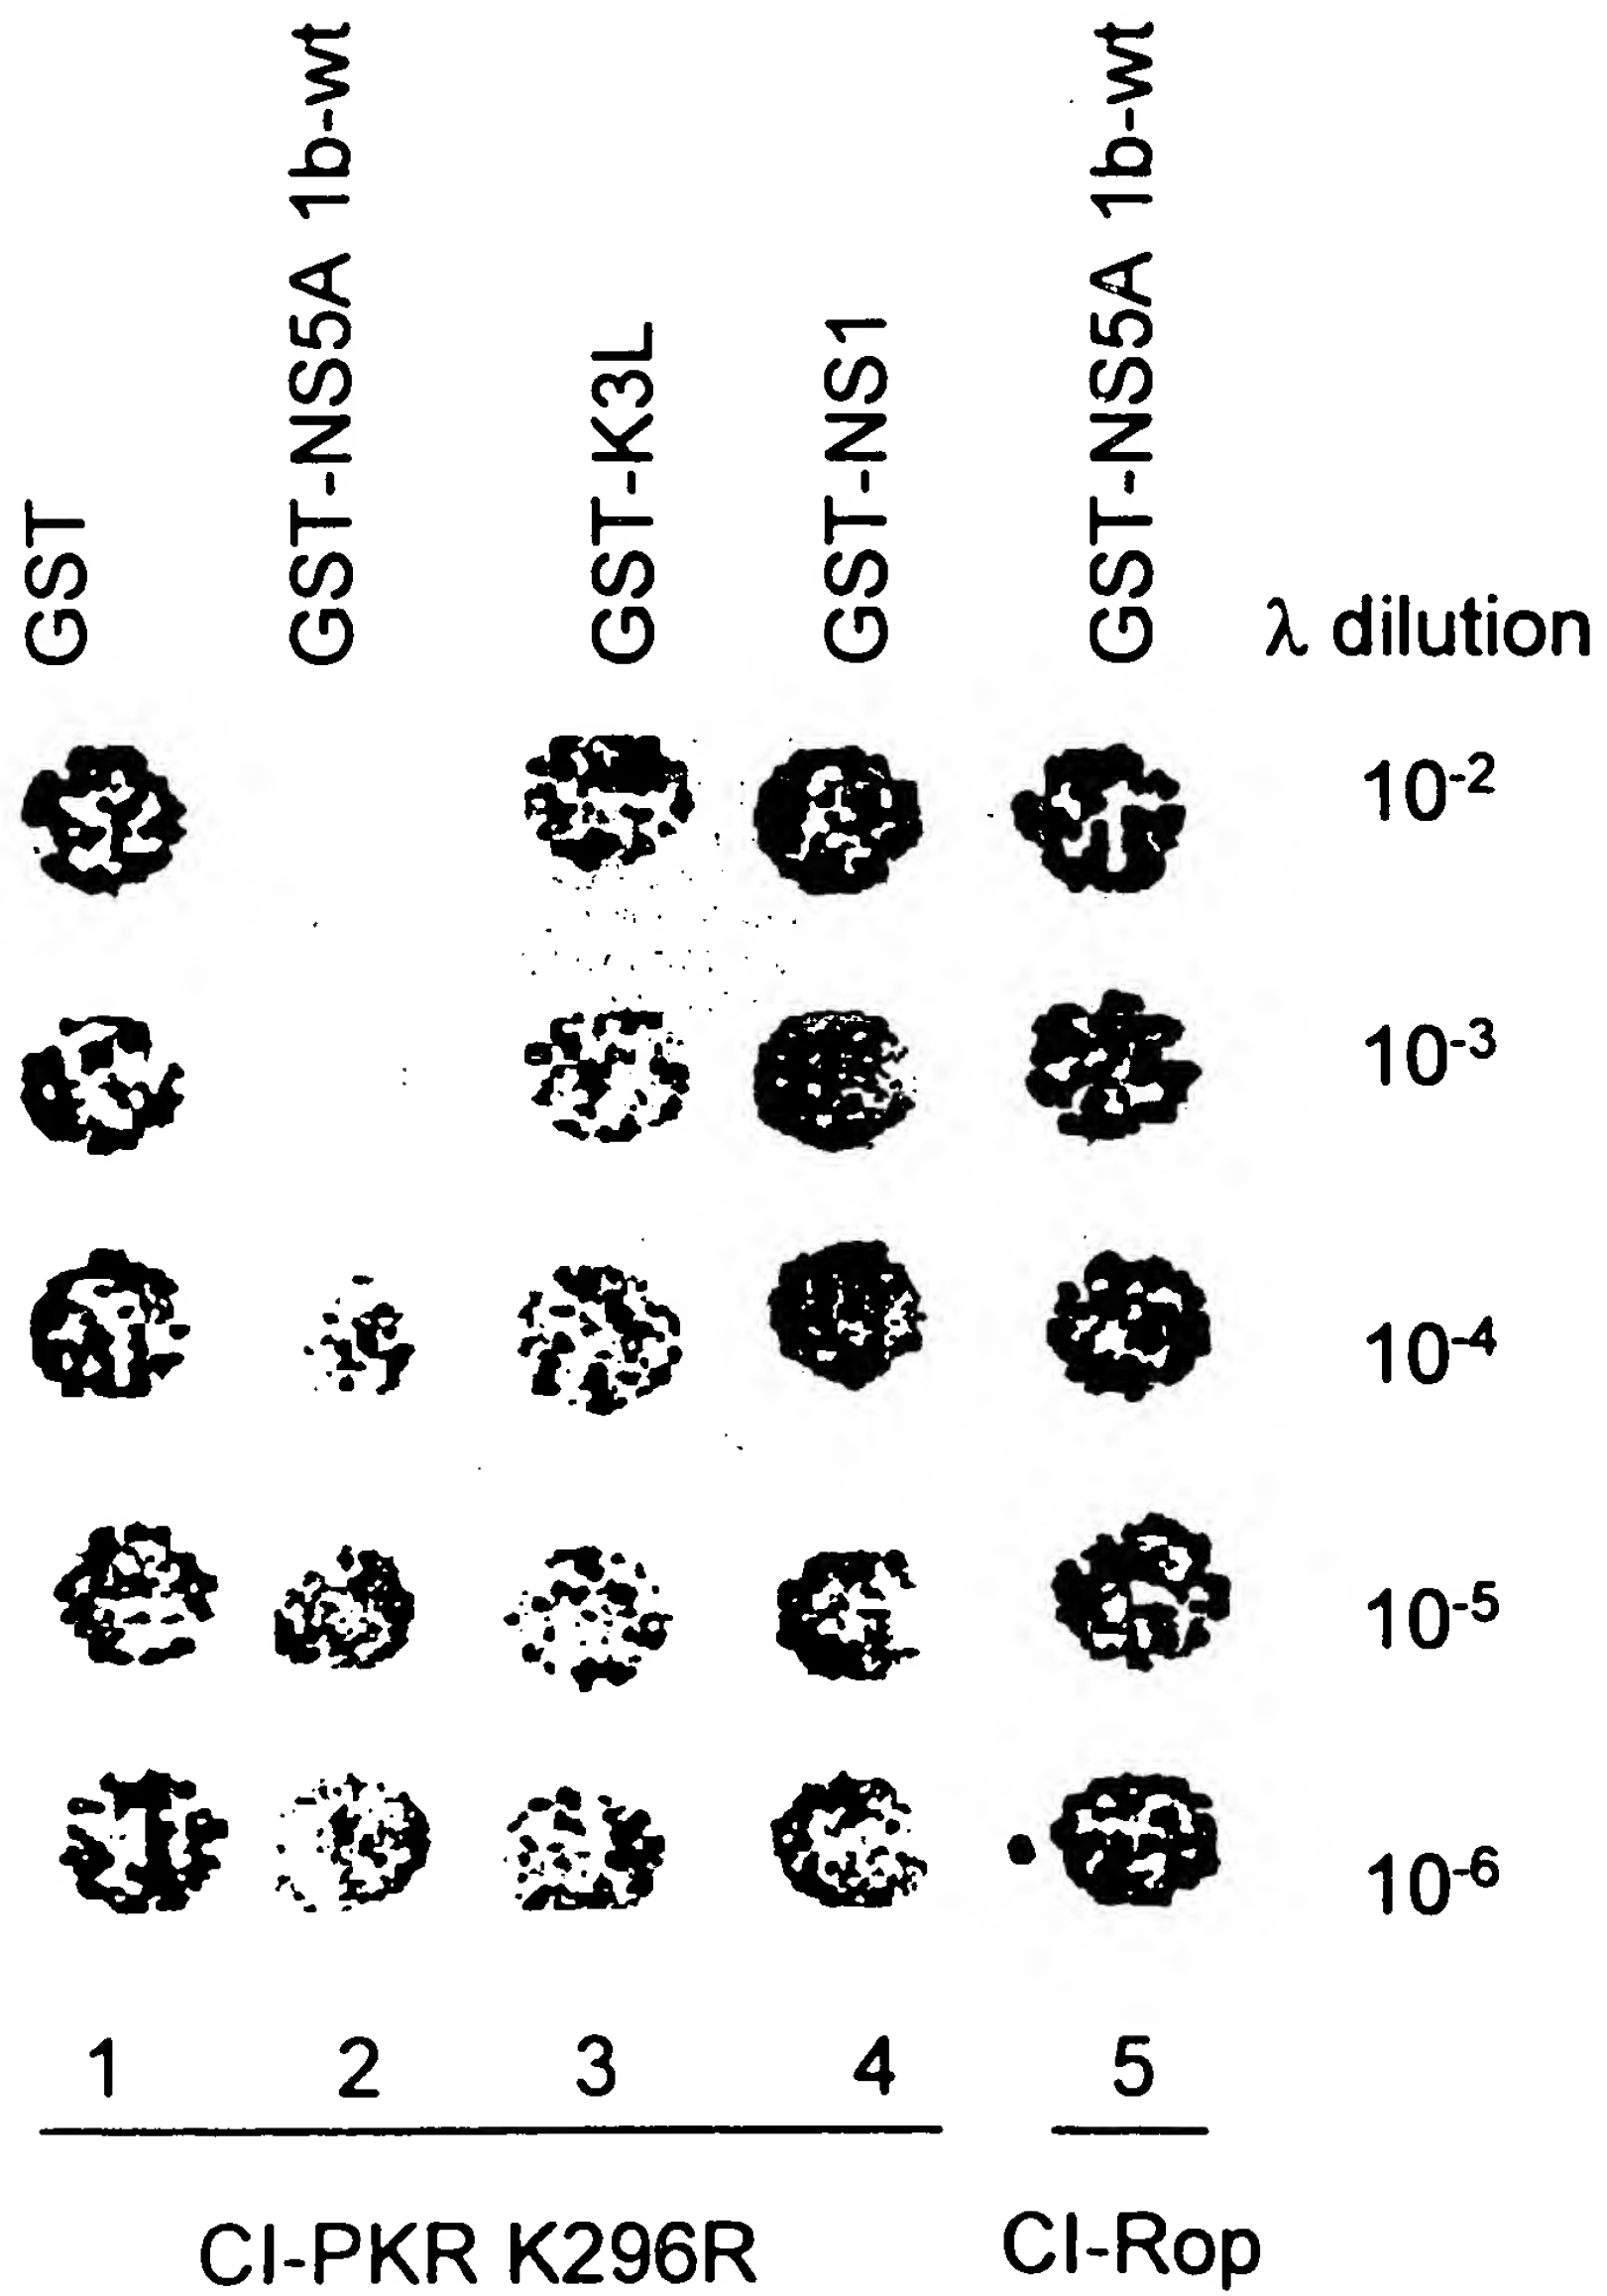 GST
GST-NS5A 1b-wt
GST-K3L
GST-NS1
GST-NS5A 1b-wt
λ dilution
10-2
10-3
10-4
10-5
10-6
1 2 3 4 5
CI-PKR K296R CI-Rop